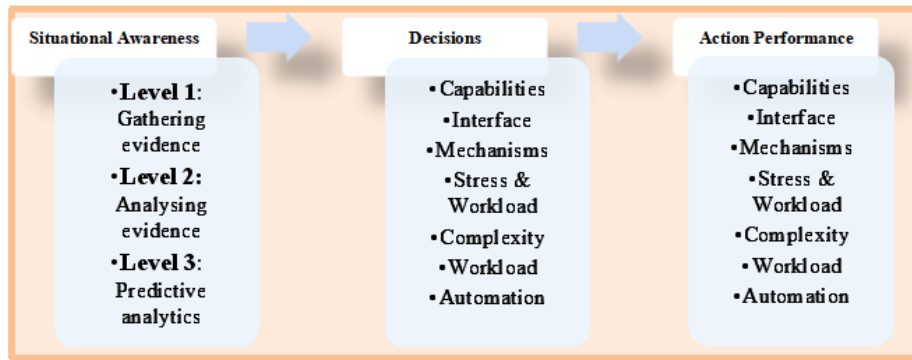 Situational Awareness
•Level 1:
Gathering
evidence
•Level 2:
Analysing
evidence
•Level 3:
Predictive
analytics
Decisions
•Capabilities
•Interface
•Mechanisms
•Stress &
Workload
•Complexity
•Workload
•Automation
Action Performance
•Capabilities
•Interface
•Mechanisms
•Stress &
Workload
•Complexity
•Workload
•Automation